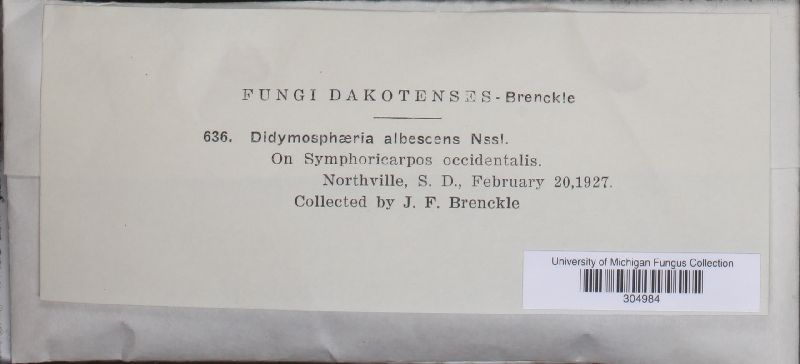 FUNGI DAKOTENSES - Brenckle
636. Didymosphæria albescens Nssl.
On Symphoricarpos occidentalis.
Northville, S. D., February 20,1927.
Collected by J. F. Brenckle
University of Michigan Fungus Collection
304984